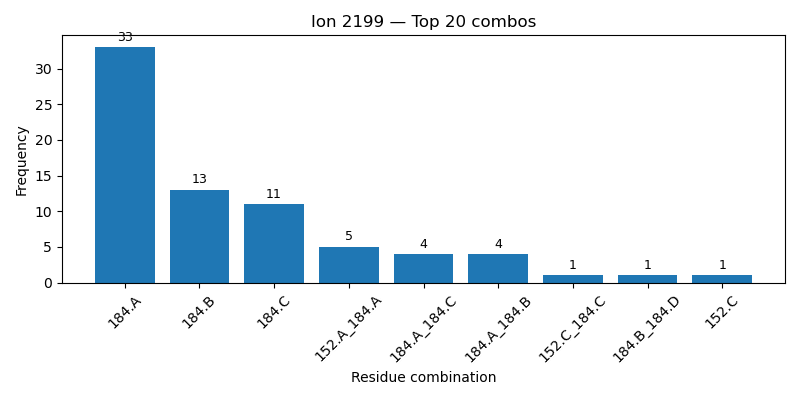 Ion 2199 — Top 20 combos
Frequency
30
25
20
15
10
5
0
33
13
11
5
4
4
1
1
1
184.A
184.B
184.C
152.A_184.A
184.A_184.C
184.A_184.B
152.C_184.C
184.B_184.D
152.C
Residue combination